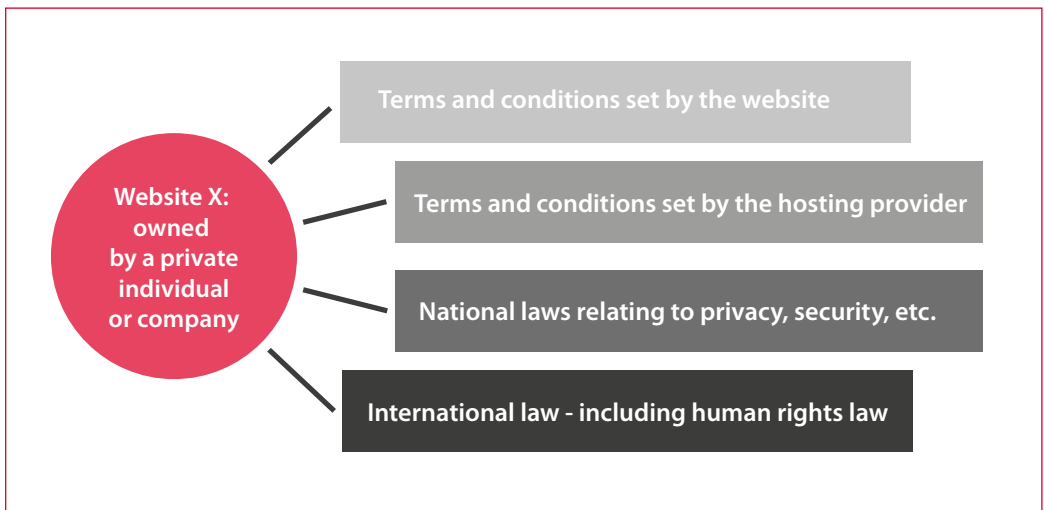 Website X:
owned
by a private
individual
or company
Terms and conditions set by the website
Terms and conditions set by the hosting provider
National laws relating to privacy, security, etc.
International law - including human rights law